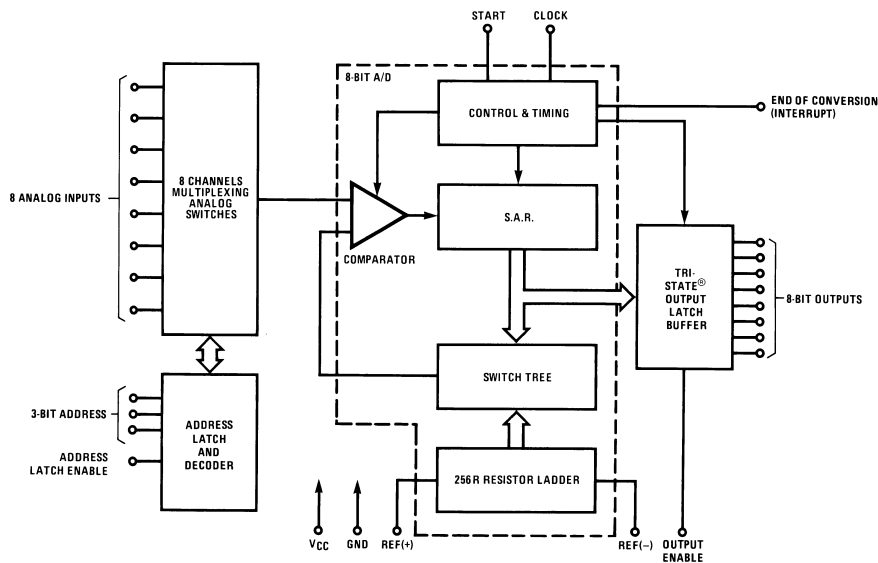 START
CLOCK
8-BIT A/D
CONTROL & TIMING
END OF CONVERSION
(INTERRUPT)
8 ANALOG INPUTS
8 CHANNELS
MULTIPLEXING
ANALOG
SWITCHES
S.A.R.
COMPARATOR
TRI-
STATE®
OUTPUT
LATCH
BUFFER
8-BIT OUTPUTS
SWITCH TREE
3-BIT ADDRESS
ADDRESS
LATCH ENABLE
ADDRESS
LATCH
AND
DECODER
256R RESISTOR LADDER
VCC
GND
REF(+)
REF(−)
OUTPUT
ENABLE